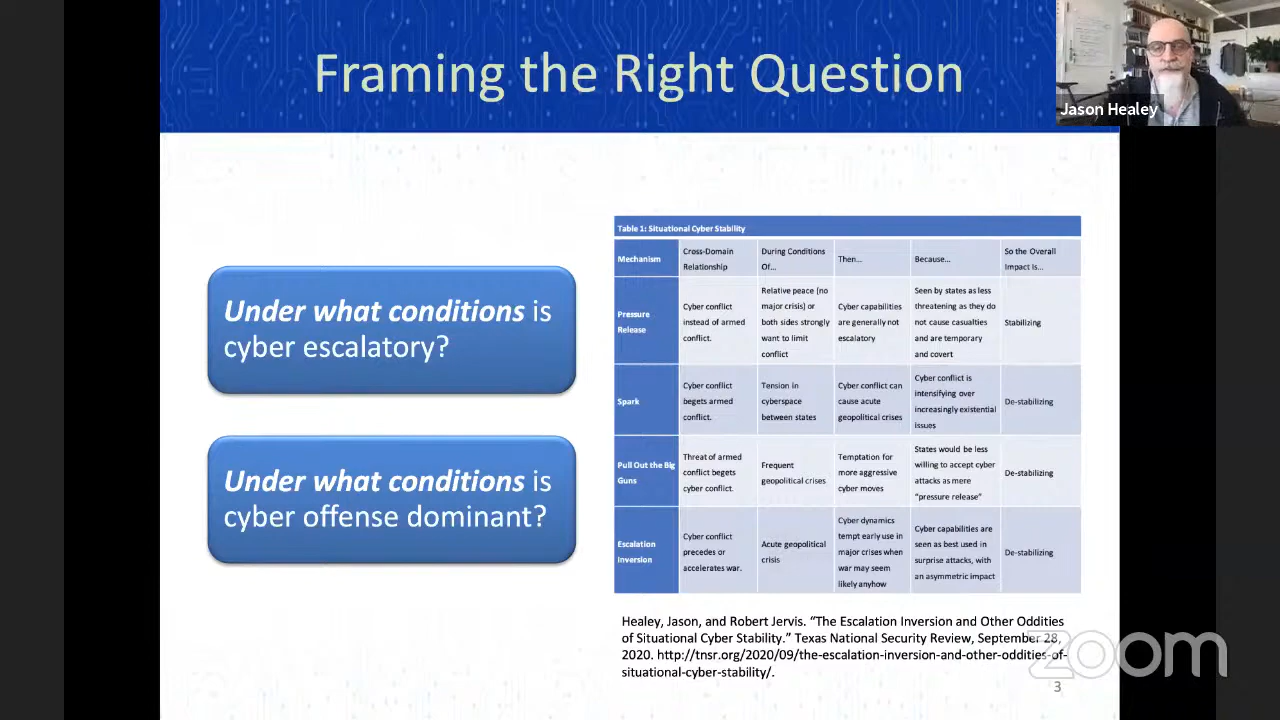 Framing the Right Question
Jason Healey
Under what conditions is
cyber escalatory?
Under what conditions is
cyber offense dominant?
Table 1: Situational Cyber Stability
Mechanism
Cross-Domain
Relationship
During Conditions
Of...
Then...
Because...
So the Overall
Impact is...
Pressure
Release
Cyber conflict
instead of armed
conflict.
Relative peace (no
major crisis) or
both sides strongly
want to limit
conflict
Cyber capabilities
are generally not
escalatory
Seen by states as less
threatening as they do
not cause casualties
and are temporary
and covert
Stabilizing
Spark
Cyber conflict
begets armed
conflict.
Tension in
cyberspace
between states
Cyber conflict can
cause acute
geopolitical crises
Cyber conflict is
intensifying over
increasingly existential
issues
De-stabilizing
Pull Out the Big
Guns
Threat of armed
conflict begets
cyber conflict.
Frequent
geopolitical crises
Temptation for
more aggressive
cyber moves
States would be less
willing to accept cyber
attacks as mere
"pressure release"
De-stabilizing
Escalation
Inversion
Cyber conflict
precedes or
accelerates war.
Acute geopolitical
crisis
Cyber dynamics
tempt early use in
major crises when
war may seem
likely anyhow
Cyber capabilities are
seen as best used in
surprise attacks, with
an asymmetric impact
De-stabilizing
Healey, Jason, and Robert Jervis. "The Escalation Inversion and Other Oddities
of Situational Cyber Stability." Texas National Security Review, September 28,
2020. http://tnsr.org/2020/09/the-escalation-inversion-and-other-oddities-of-
situational-cyber-stability/.
zoom
3